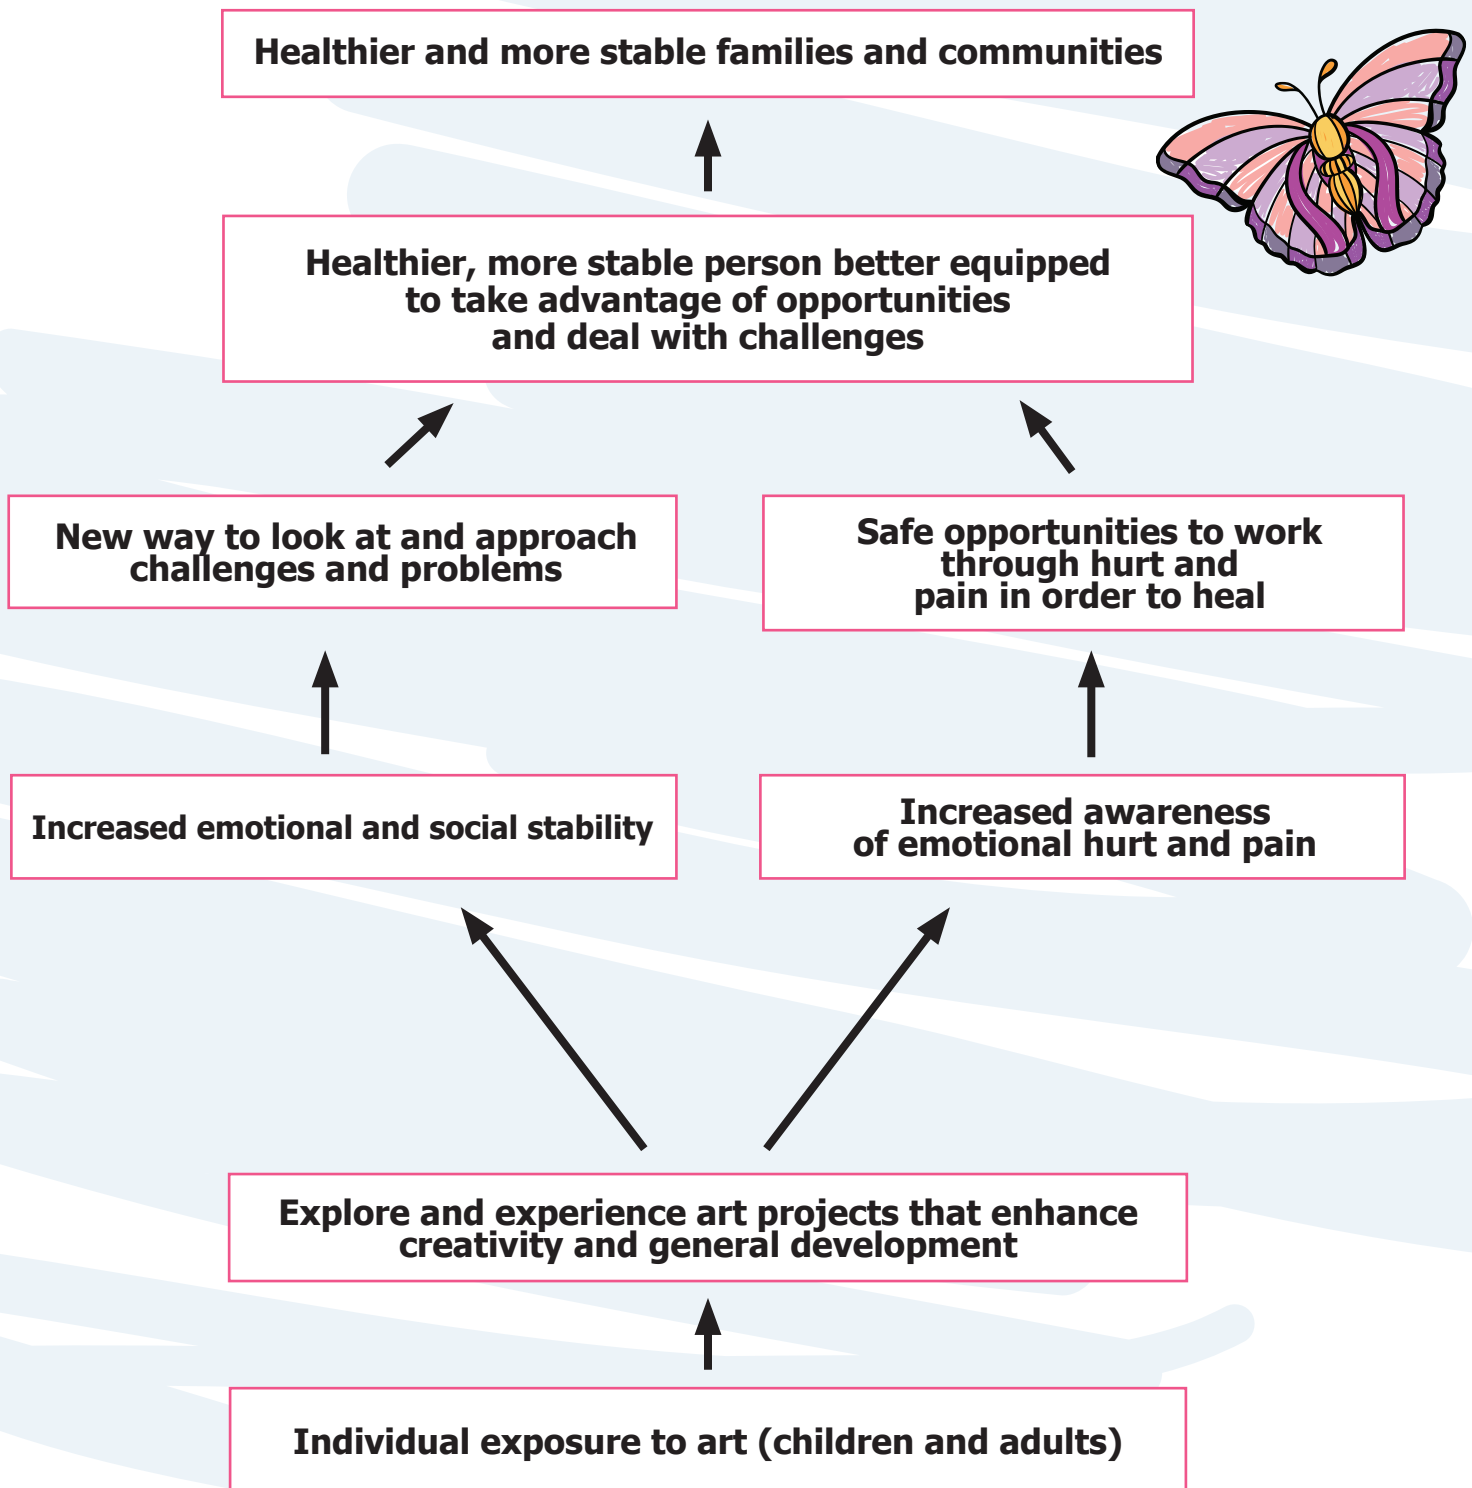 Healthier and more stable families and communities
Healthier, more stable person better equipped
to take advantage of opportunities
and deal with challenges
New way to look at and approach
challenges and problems
Safe opportunities to work
through hurt and
pain in order to heal
Increased emotional and social stability
Increased awareness
of emotional hurt and pain
Explore and experience art projects that enhance
creativity and general development
Individual exposure to art (children and adults)